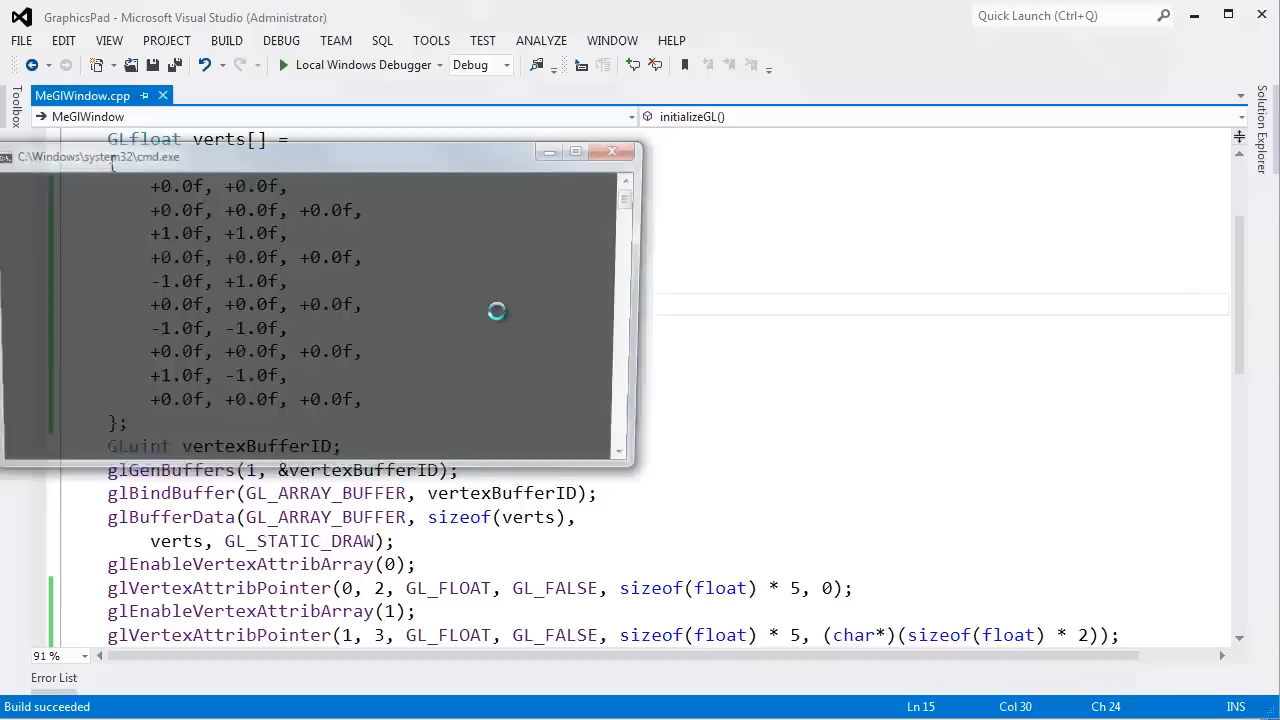 GraphicsPad - Microsoft Visual Studio (Administrator)
Quick Launch (Ctrl+Q)
FILE EDIT VIEW PROJECT BUILD DEBUG TEAM SQL TOOLS TEST ANALYZE WINDOW HELP
Local Windows Debugger Debug
Toolbox
MeGlWindow.cpp
MeGlWindow initializeGL()
Solution Explorer
GLfloat verts[] =
C:\Windows\system32\cmd.exe
{
+0.0f, +0.0f,
+0.0f, +0.0f, +0.0f,
+1.0f, +1.0f,
+0.0f, +0.0f, +0.0f,
-1.0f, +1.0f,
+0.0f, +0.0f, +0.0f,
-1.0f, -1.0f,
+0.0f, +0.0f, +0.0f,
+1.0f, -1.0f,
+0.0f, +0.0f, +0.0f,
};
GLuint vertexBufferID;
glGenBuffers(1, &vertexBufferID);
glBindBuffer(GL_ARRAY_BUFFER, vertexBufferID);
glBufferData(GL_ARRAY_BUFFER, sizeof(verts),
verts, GL_STATIC_DRAW);
glEnableVertexAttribArray(0);
glVertexAttribPointer(0, 2, GL_FLOAT, GL_FALSE, sizeof(float) * 5, 0);
glEnableVertexAttribArray(1);
glVertexAttribPointer(1, 3, GL_FLOAT, GL_FALSE, sizeof(float) * 5, (char*)(sizeof(float) * 2));
91 %
Error List
Build succeeded Ln 15 Col 30 Ch 24 INS